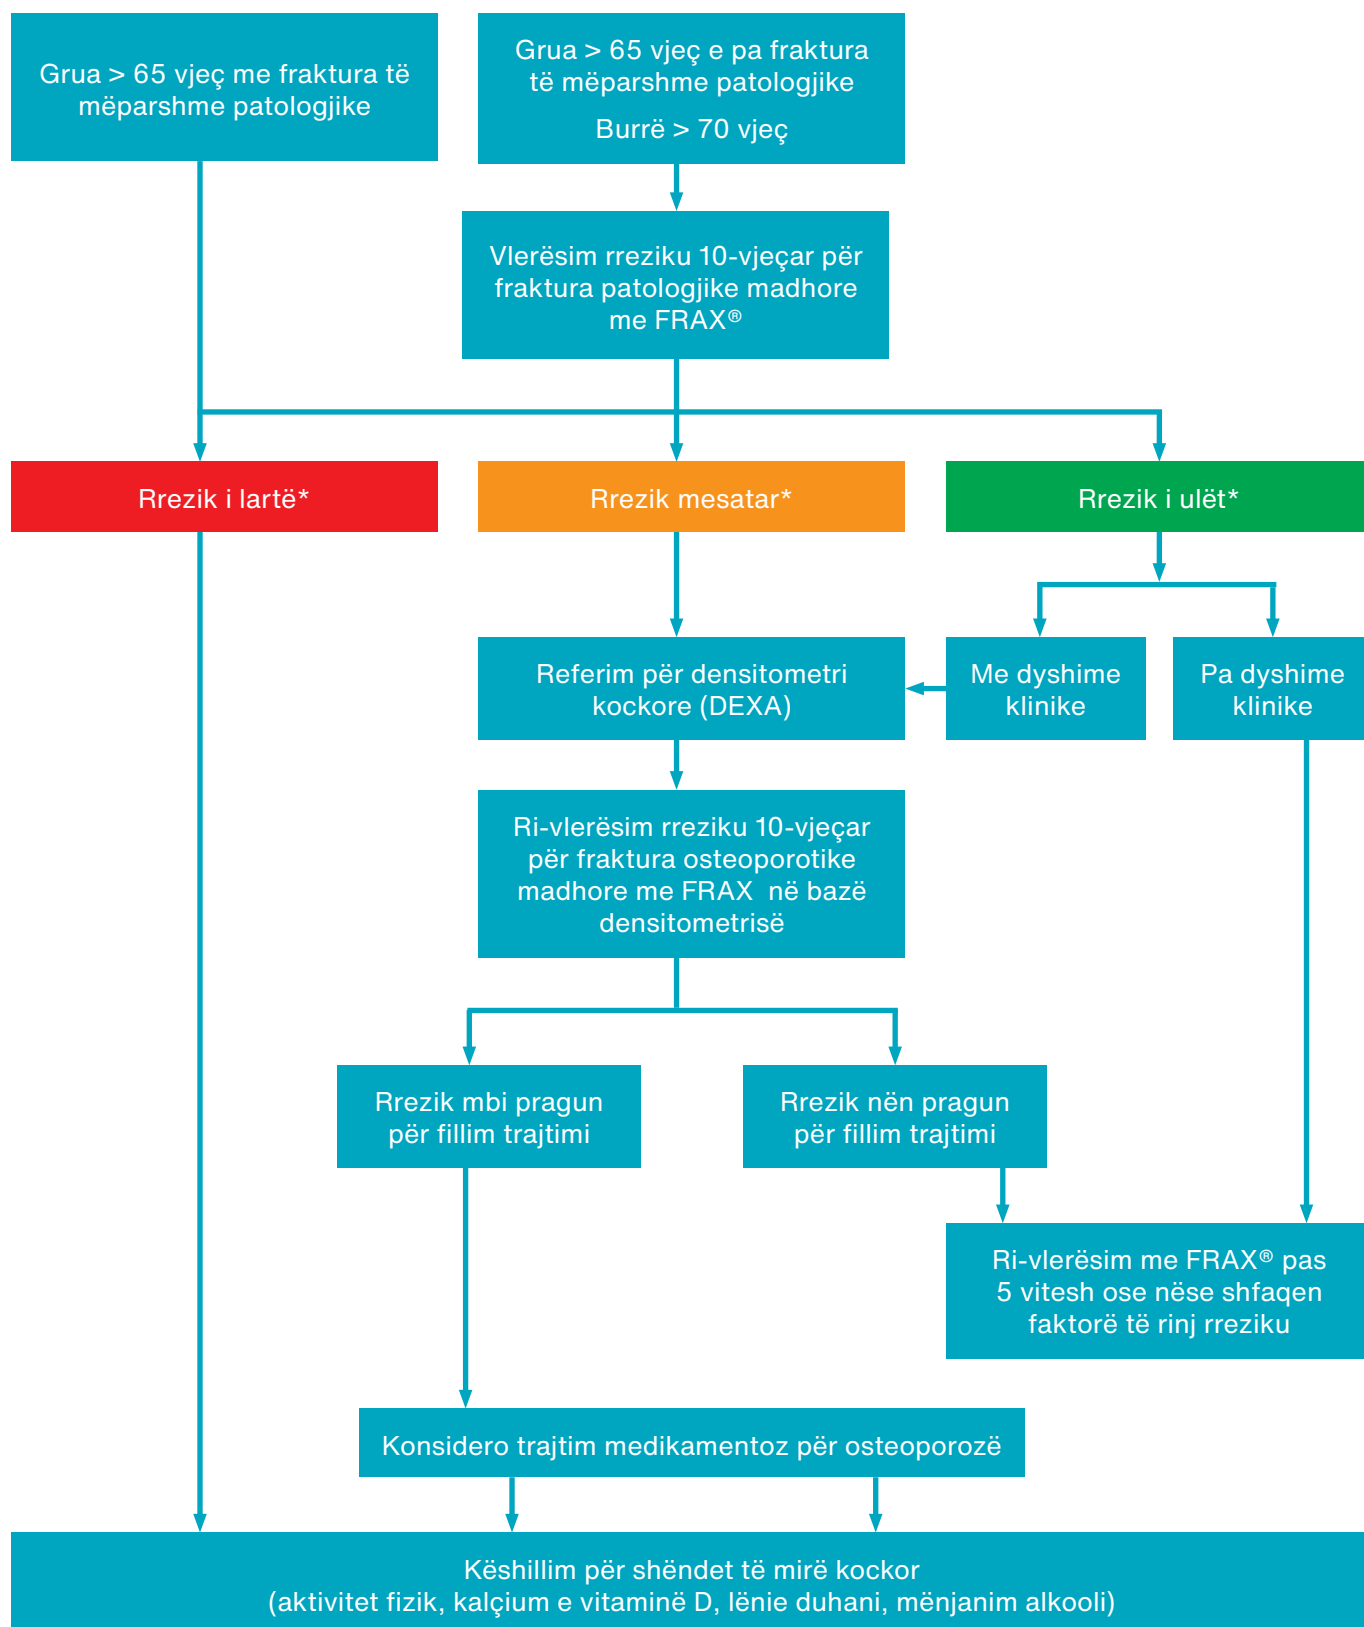 Grua > 65 vjeç me fraktura të
mëparshme patologjike
Grua > 65 vjeç e pa fraktura
të mëparshme patologjike
Burrë > 70 vjeç
Vlerësim rreziku 10-vjeçar për
fraktura patologjike madhore
me FRAX®
Rrezik i lartë*
Rrezik mesatar*
Rrezik i ulët*
Referim për densitometri
kockore (DEXA)
Me dyshime
klinike
Pa dyshime
klinike
Ri-vlerësim rreziku 10-vjeçar
për fraktura osteoporotike
madhore me FRAX në bazë
densitometrisë
Rrezik mbi pragun
për fillim trajtimi
Rrezik nën pragun
për fillim trajtimi
Ri-vlerësim me FRAX® pas
5 vitesh ose nëse shfaqen
faktorë të rinj rreziku
Konsidero trajtim medikamentoz për osteoporozë
Këshillim për shëndet të mirë kockor
(aktivitet fizik, kalçium e vitaminë D, lënie duhani, mënjanim alkooli)